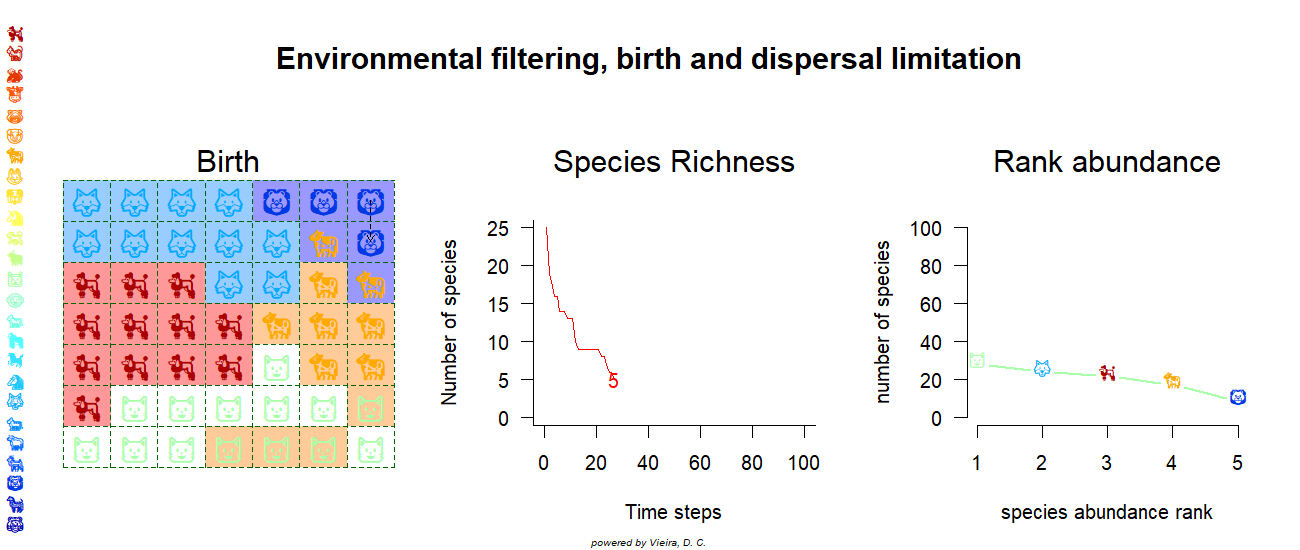 Environmental filtering, birth and dispersal limitation
Birth
Species Richness
Rank abundance
Number of species
25
20
15
10
5
0
5
0 20 40 60 80 100
Time steps
number of species
100
80
60
40
20
0
1 2 3 4 5
species abundance rank
powered by Vieira, D. C.